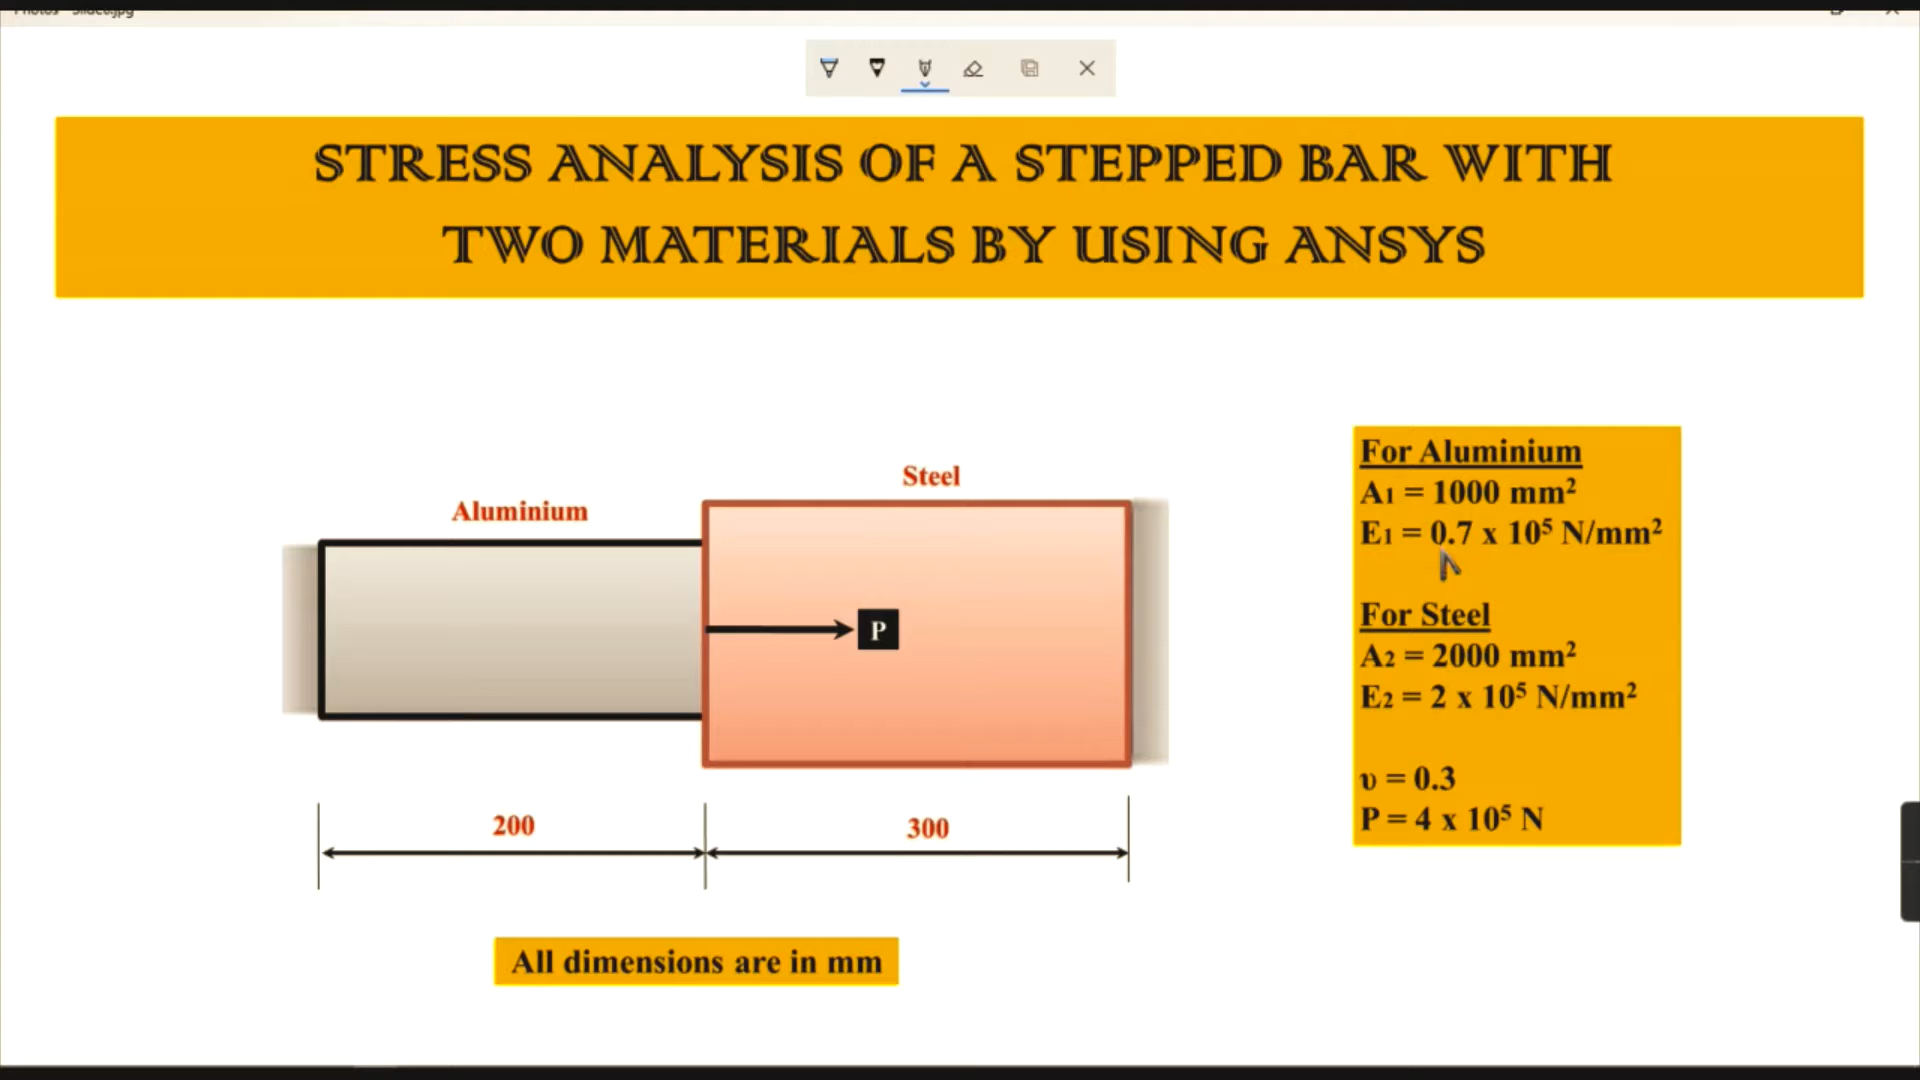 STRESS ANALYSIS OF A STEPPED BAR WITH
TWO MATERIALS BY USING ANSYS
Steel
Aluminium
P
200
300
All dimensions are in mm
For Aluminium
A₁ = 1000 mm²
E₁ = 0.7 x 10⁵ N/mm²
For Steel
A₂ = 2000 mm²
E₂ = 2 x 10⁵ N/mm²
υ = 0.3
P = 4 x 10⁵ N